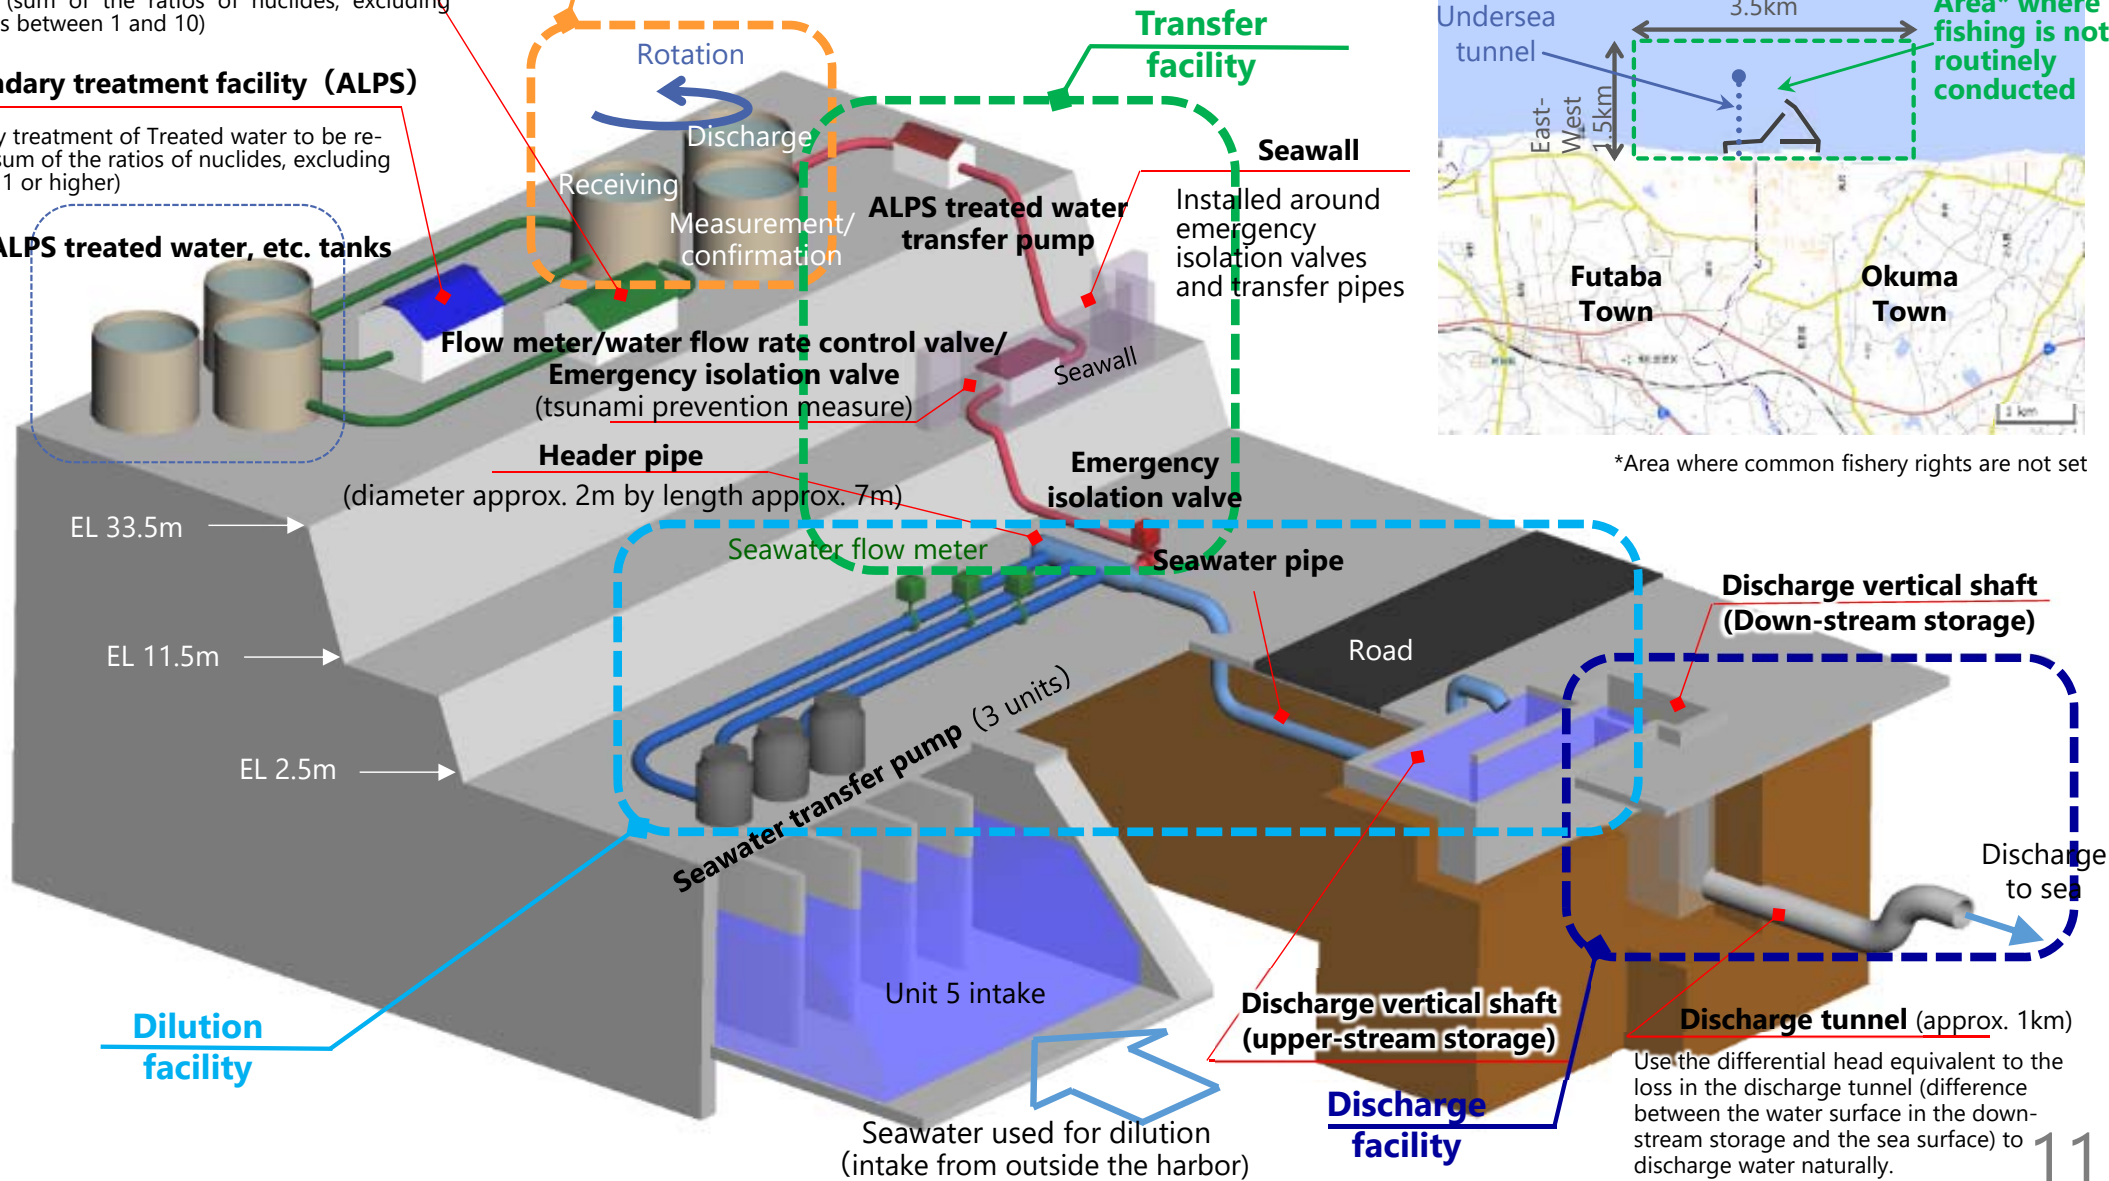 (sum of the ratios of nuclides, excluding
s between 1 and 10)
ndary treatment facility（ALPS）
y treatment of Treated water to be re-
sum of the ratios of nuclides, excluding
1 or higher)
ALPS treated water, etc. tanks
Rotation
Discharge
Receiving
Measurement/
confirmation
Transfer
facility
ALPS treated water
transfer pump
Seawall
Installed around
emergency
isolation valves
and transfer pipes
Seawall
Flow meter/water flow rate control valve/
Emergency isolation valve
(tsunami prevention measure)
Header pipe
(diameter approx. 2m by length approx. 7m)
Emergency
isolation valve
Undersea
tunnel
3.5km
East-
West
1.5km
Area* where
fishing is not
routinely
conducted
Futaba
Town
Okuma
Town
1 km
*Area where common fishery rights are not set
EL 33.5m
EL 11.5m
EL 2.5m
Seawater flow meter
Seawater pipe
Road
Discharge vertical shaft
(Down-stream storage)
Seawater transfer pump（3 units）
Unit 5 intake
Dilution
facility
Seawater used for dilution
（intake from outside the harbor)
Discharge vertical shaft
(upper-stream storage)
Discharge
facility
Discharge
to sea
Discharge tunnel (approx. 1km)
Use the differential head equivalent to the
loss in the discharge tunnel (difference
between the water surface in the down-
stream storage and the sea surface) to
discharge water naturally.
11